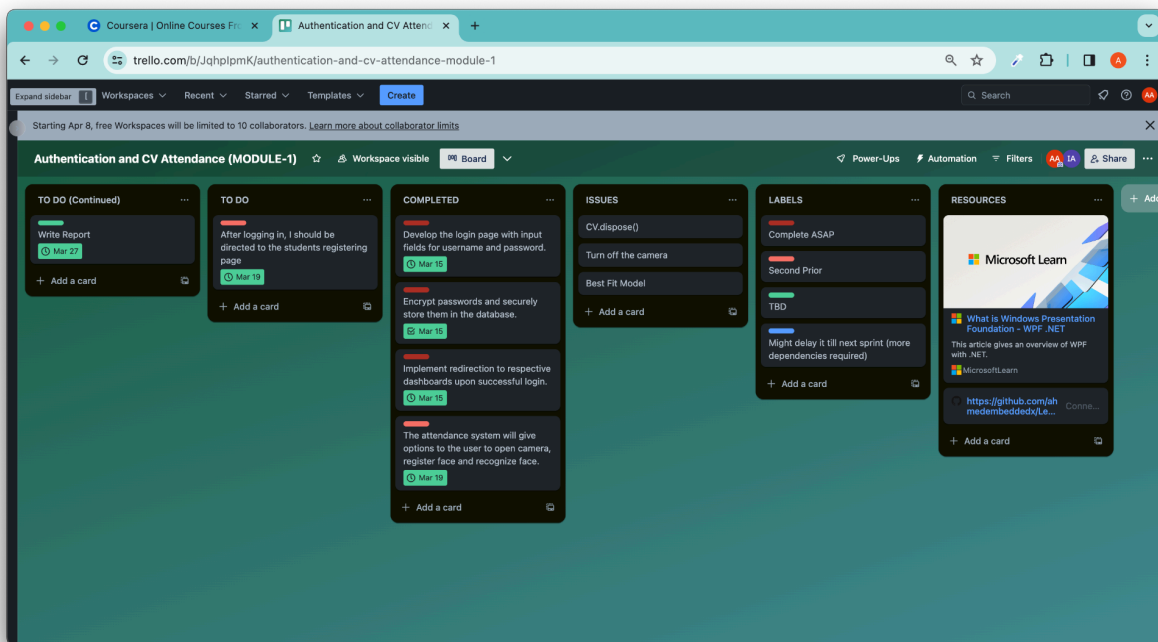 Coursera | Online Courses Fr
Authentication and CV Attend
trello.com/b/JqhpIpmK/authentication-and-cv-attendance-module-1
A
Expand sidebar [
Workspaces
Recent
Starred
Templates
Create
Search
AA
Starting Apr 8, free Workspaces will be limited to 10 collaborators. Learn more about collaborator limits
Authentication and CV Attendance (MODULE-1)
Workspace visible
Board
Power-Ups
Automation
Filters
AA
IA
Share
TO DO (Continued)
Write Report
Mar 27
+ Add a card
TO DO
After logging in, I should be
directed to the students registering
page
Mar 19
+ Add a card
COMPLETED
Develop the login page with input
fields for username and password.
Mar 15
Encrypt passwords and securely
store them in the database.
Mar 15
Implement redirection to respective
dashboards upon successful login.
Mar 15
The attendance system will give
options to the user to open camera,
register face and recognize face.
Mar 19
+ Add a card
ISSUES
CV.dispose()
Turn off the camera
Best Fit Model
+ Add a card
LABELS
Complete ASAP
Second Prior
TBD
Might delay it till next sprint (more
dependencies required)
+ Add a card
RESOURCES
Microsoft Learn
What is Windows Presentation
Foundation - WPF .NET
This article gives an overview of WPF
with .NET.
MicrosoftLearn
https://github.com/ah
medembeddedx/Le...
Conne...
+ Add a card
+ Add